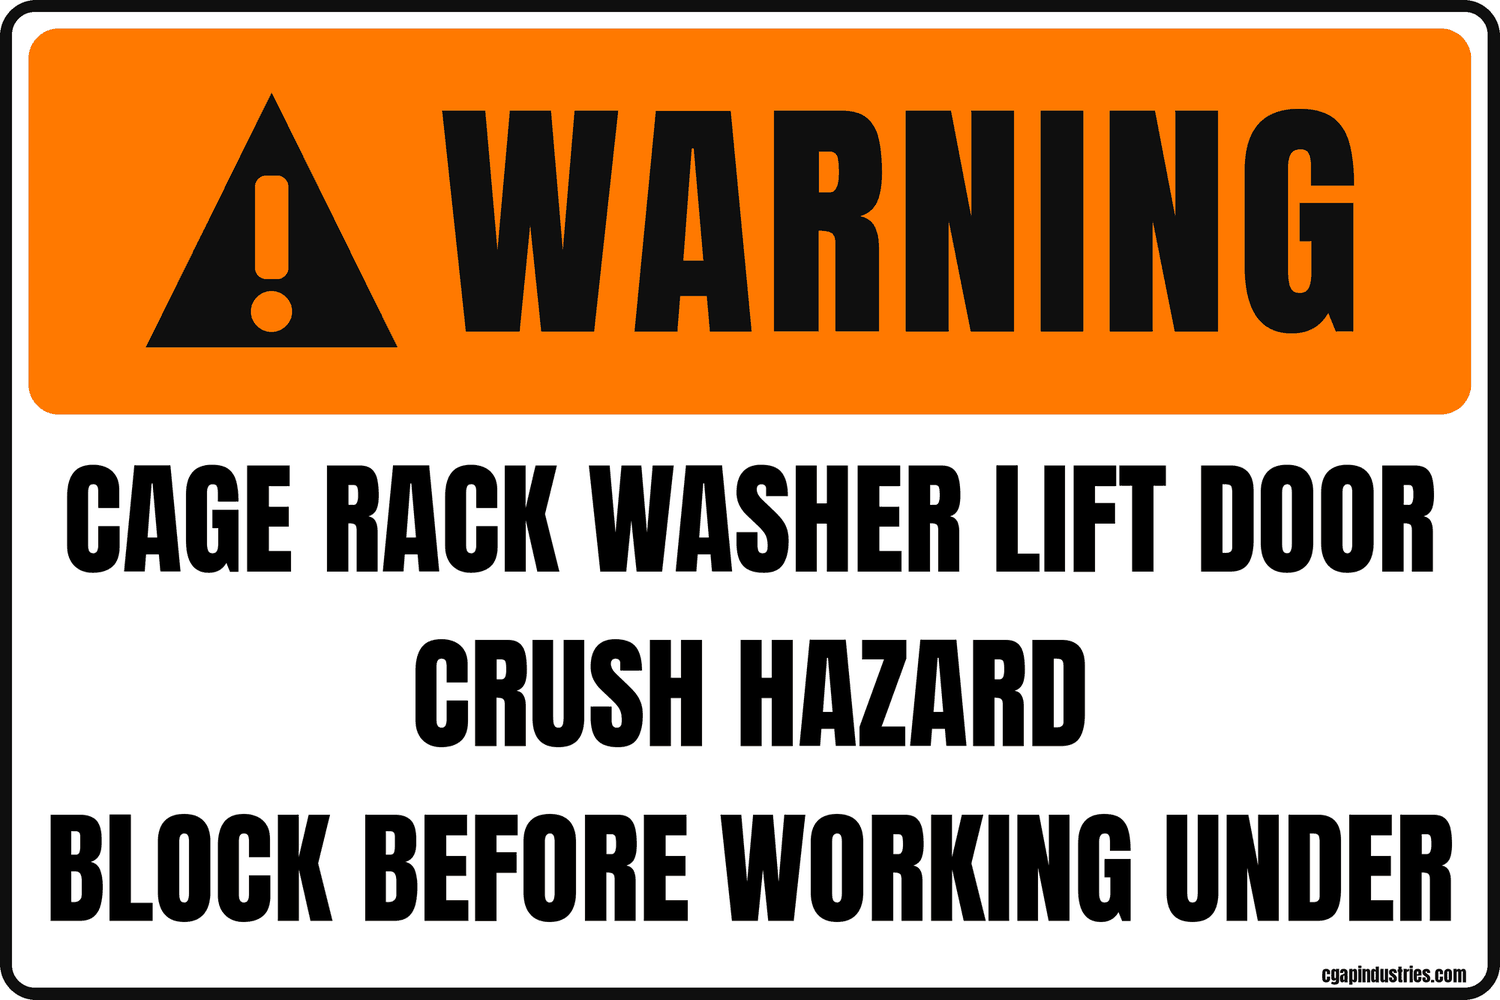 WARNING
CAGE RACK WASHER LIFT DOOR
CRUSH HAZARD
BLOCK BEFORE WORKING UNDER
cgapindustries.com